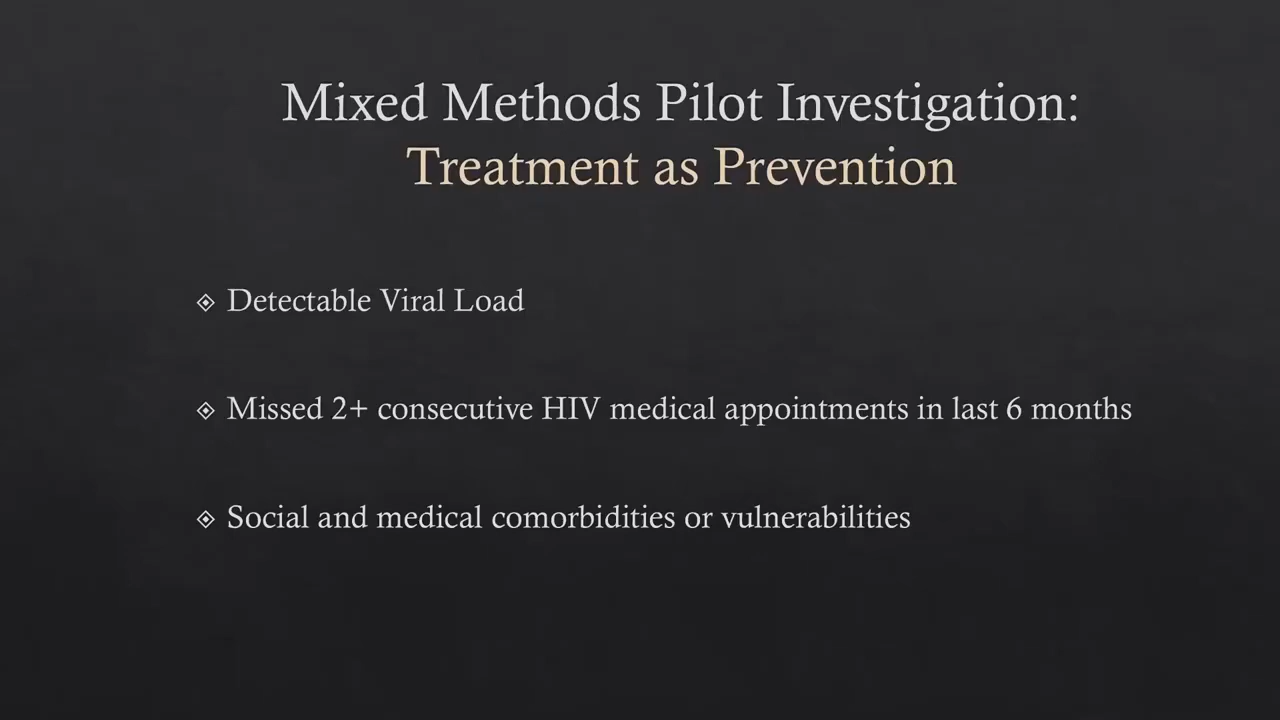 Mixed Methods Pilot Investigation:
Treatment as Prevention
Detectable Viral Load
Missed 2+ consecutive HIV medical appointments in last 6 months
Social and medical comorbidities or vulnerabilities